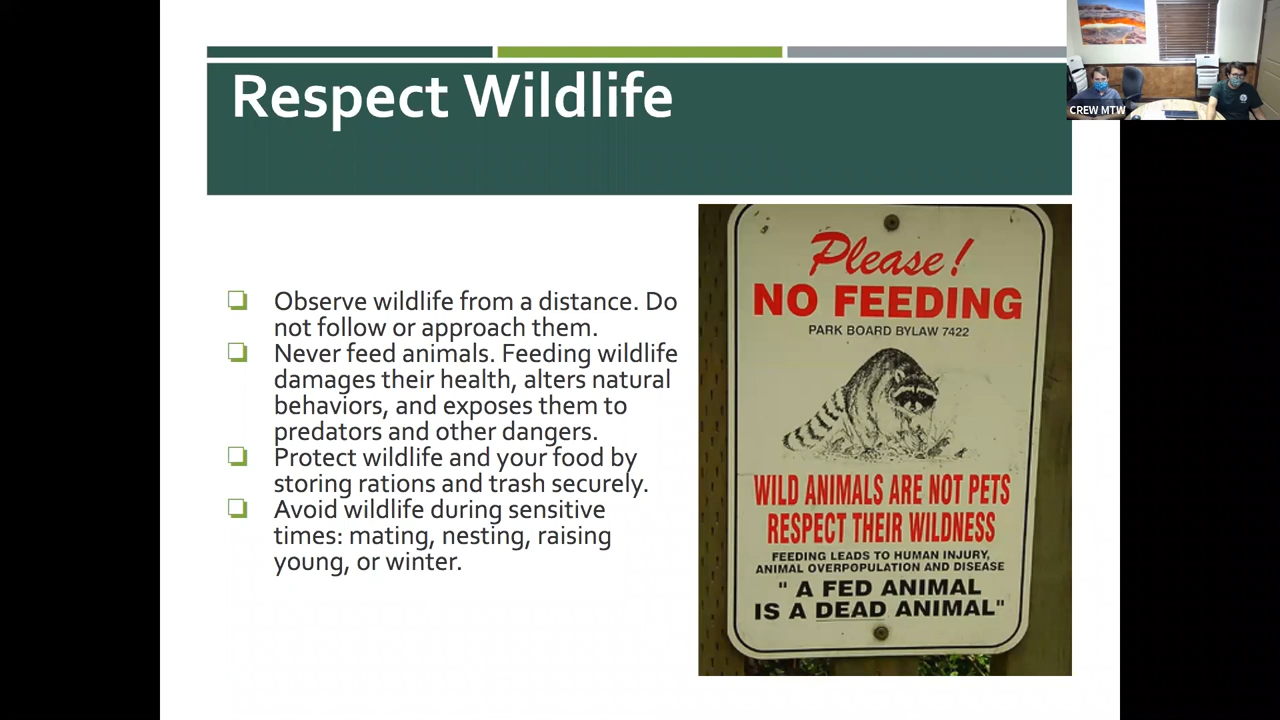 Respect Wildlife
CREW MTW
Observe wildlife from a distance. Do
not follow or approach them.
Never feed animals. Feeding wildlife
damages their health, alters natural
behaviors, and exposes them to
predators and other dangers.
Protect wildlife and your food by
storing rations and trash securely.
Avoid wildlife during sensitive
times: mating, nesting, raising
young, or winter.
Please!
NO FEEDING
PARK BOARD BYLAW 7422
WILD ANIMALS ARE NOT PETS
RESPECT THEIR WILDNESS
FEEDING LEADS TO HUMAN INJURY,
ANIMAL OVERPOPULATION AND DISEASE
" A FED ANIMAL
IS A DEAD ANIMAL"